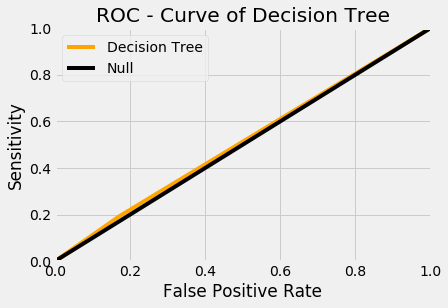 ROC - Curve of Decision Tree
1.0
Decision Tree
Null
0.8
0.6
Sensitivity
0.4
0.2
0.0
0.0 0.2 0.4 0.6 0.8 1.0
False Positive Rate